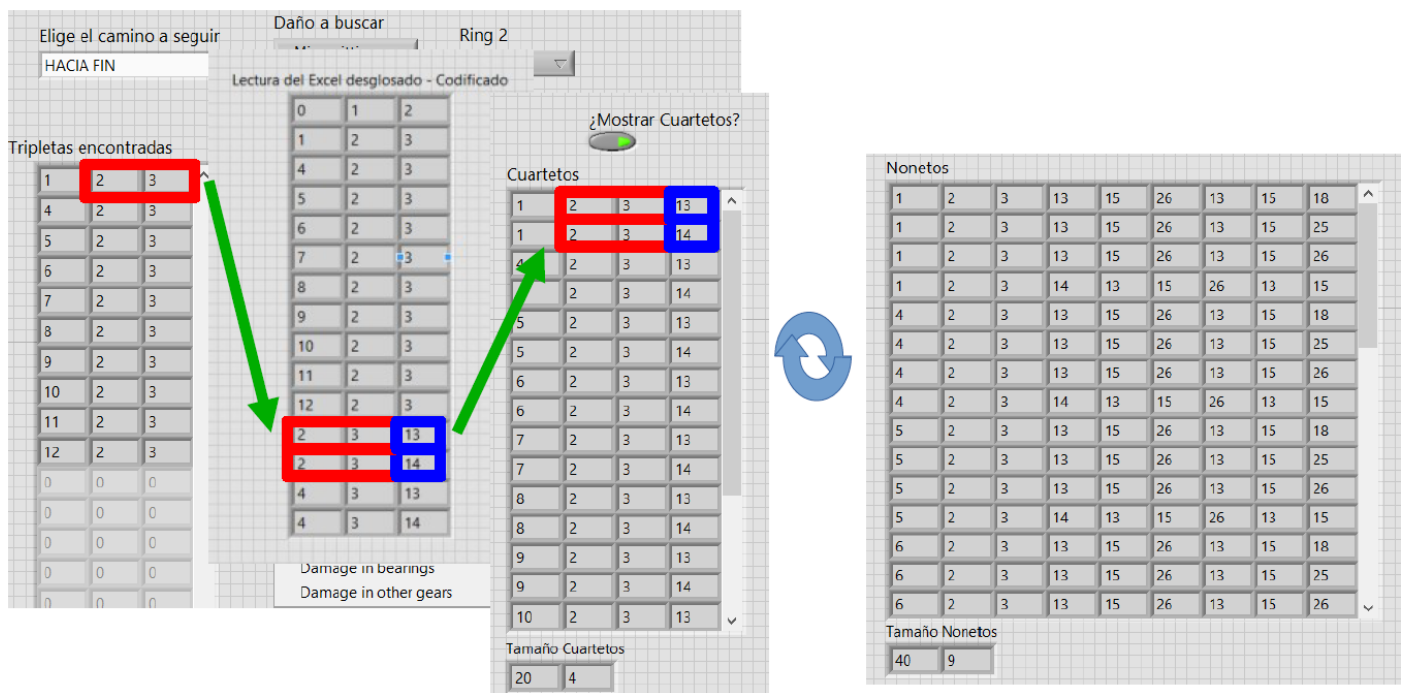 Elige el camino a seguir
HACIA FIN
Daño a buscar
Ring 2
Tripletas encontradas
1 2 3
4 2 3
5 2 3
6 2 3
7 2 3
8 2 3
9 2 3
10 2 3
11 2 3
12 2 3
0 0 0
0 0 0
0 0 0
0 0 0
0 0 0
Lectura del Excel desglosado - Codificado
0 1 2
1 2 3
4 2 3
5 2 3
6 2 3
7 2 3
8 2 3
9 2 3
10 2 3
11 2 3
12 2 3
2 3 13
2 3 14
4 3 13
4 3 14
Damage in bearings
Damage in other gears
¿Mostrar Cuartetos?
Cuartetos
1 2 3 13
1 2 3 14
4 2 3 13
2 3 14
5 2 3 13
5 2 3 14
6 2 3 13
6 2 3 14
7 2 3 13
7 2 3 14
8 2 3 13
8 2 3 14
9 2 3 13
9 2 3 14
10 2 3 13
Tamaño Cuartetos
20 4
Nonetos
1 2 3 13 15 26 13 15 18
1 2 3 13 15 26 13 15 25
1 2 3 13 15 26 13 15 26
1 2 3 14 13 15 26 13 15
4 2 3 13 15 26 13 15 18
4 2 3 13 15 26 13 15 25
4 2 3 13 15 26 13 15 26
4 2 3 14 13 15 26 13 15
5 2 3 13 15 26 13 15 18
5 2 3 13 15 26 13 15 25
5 2 3 13 15 26 13 15 26
5 2 3 14 13 15 26 13 15
6 2 3 13 15 26 13 15 18
6 2 3 13 15 26 13 15 25
6 2 3 13 15 26 13 15 26
Tamaño Nonetos
40 9